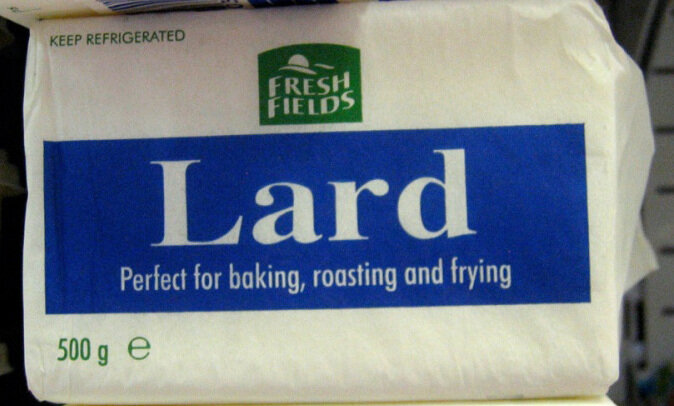 KEEP REFRIGERATED
FRESH
FIELDS
Lard
Perfect for baking, roasting and frying
500 g ℮